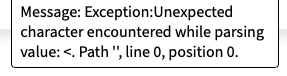 Message: Exception:Unexpected
character encountered while parsing
value: <. Path '', line 0, position 0.